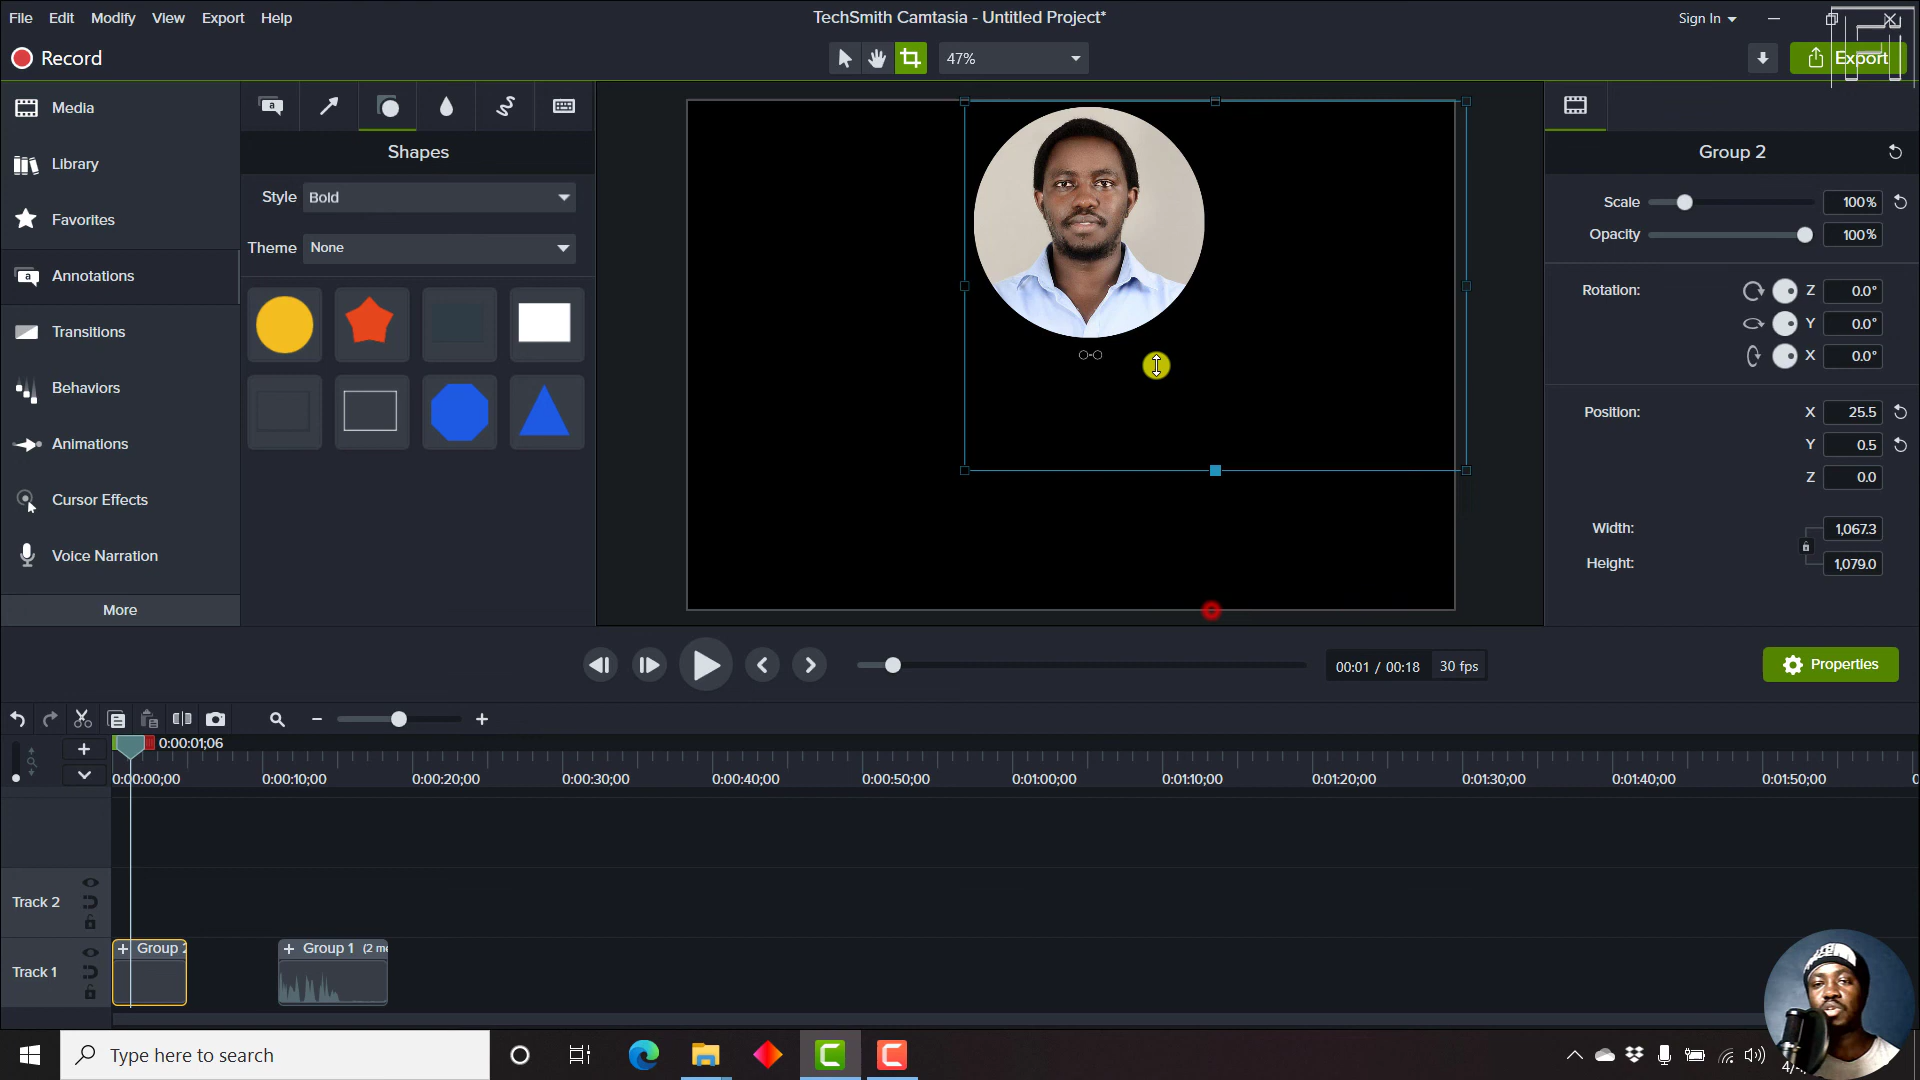 File Edit Modify View Export Help
TechSmith Camtasia - Untitled Project*
Sign In
Record
47%
Export
Media
Library
Favorites
Annotations
Transitions
Behaviors
Animations
Cursor Effects
Voice Narration
More
a
Shapes
Style Bold
Theme None
Group 2
Scale 100%
Opacity 100%
Rotation: Z 0.0°
Y 0.0°
X 0.0°
Position: X 25.5
Y 0.5
Z 0.0
Width: 1,067.3
Height: 1,079.0
00:01 / 00:18 30 fps
Properties
0:00:01;06
0:00:00;00 0:00:10;00 0:00:20;00 0:00:30;00 0:00:40;00 0:00:50;00 0:01:00;00 0:01:10;00 0:01:20;00 0:01:30;00 0:01:40;00 0:01:50;00
Track 2
Track 1
+ Group 2
+ Group 1 (2 me
Type here to search